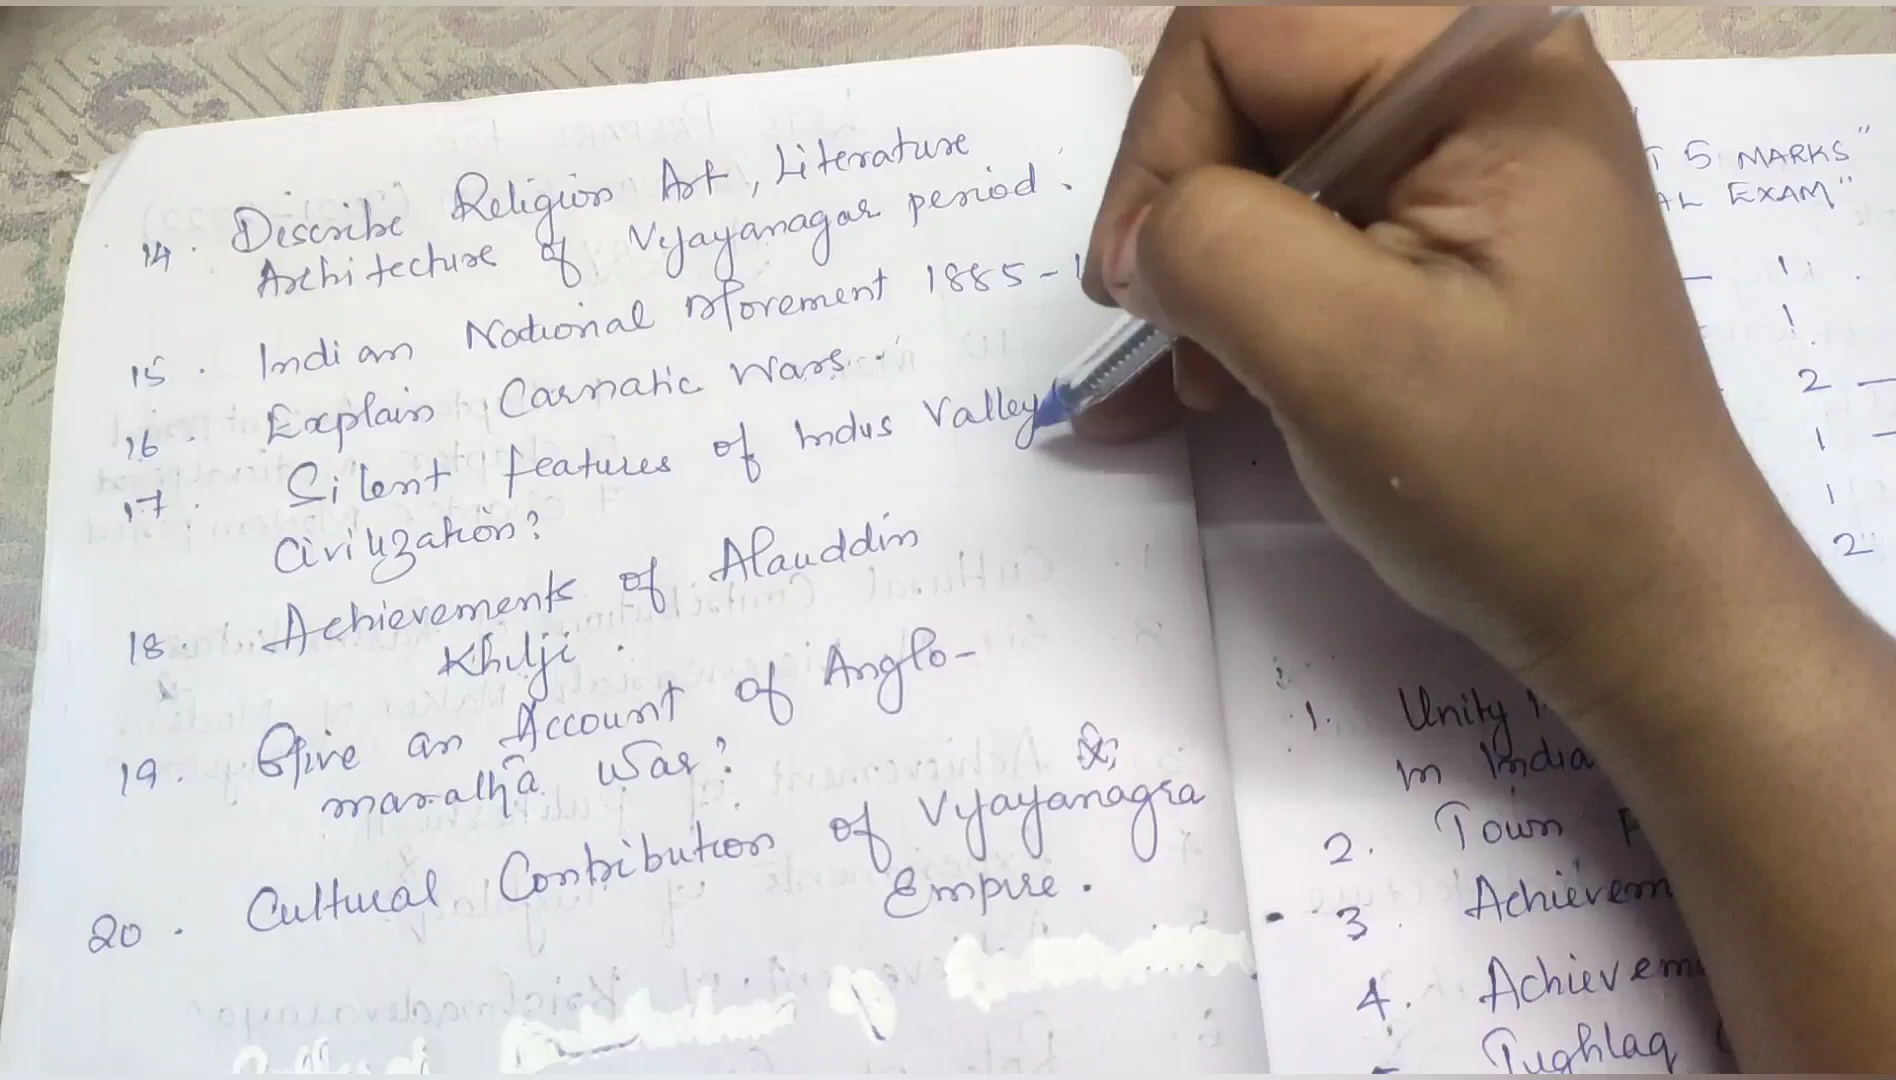 14. Discribe Religion Art, Literature
Architecture of Vijayanagar period.
15. Indian National Movement 1885-1
16. Explain Carnatic Wars.
17. Silent features of Indus Valley
Civilization?
18. Achievements of Alauddin
Khilji.
19. Give an Account of Anglo-
maratha War?
20. Cultural Contribution of Vijayanagra
Empire.
5 MARKS"
EXAM"
1
1
2
1
1
2
1. Unity
in India
2. Town
3. Achievem
4. Achievem
Tughlaq